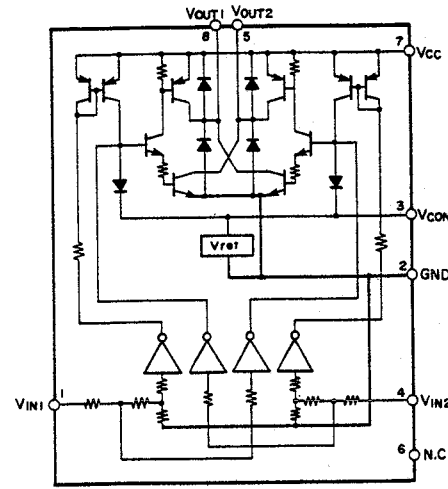 VOUT1 VOUT2
8 5
7 VCC
3 VCON
Vref
2 GND
1
VIN1
4 VIN2
6 N.C